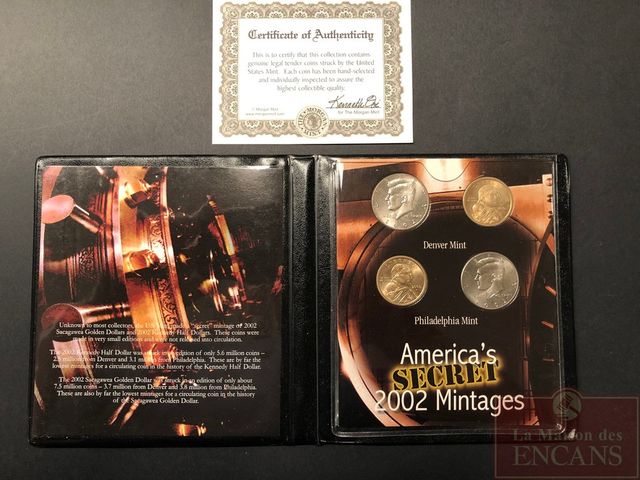 Certificate of Authenticity
This is to certify that this collection contains
genuine legal tender coins struck by the United
States Mint. Each coin has been hand-selected
and individually inspected to assure the
highest collectible quality.
© Morgan Mint
www.morganmint.com
for The Morgan Mint
THE MORGAN MINT
Unknown to most collectors, the U.S. Mint made a "secret" mintage of 2002
Sacagawea Golden Dollars and 2002 Kennedy Half Dollars. These coins were
made in very small editions and were not released into circulation.
The 2002 Kennedy Half Dollar was struck in an edition of only 5.6 million coins –
2.5 million from Denver and 3.1 million from Philadelphia. These are by far the
lowest mintages for a circulating coin in the history of the Kennedy Half Dollar.
The 2002 Sacagawea Golden Dollar was struck in an edition of only about
7.5 million coins – 3.7 million from Denver and 3.8 million from Philadelphia.
These are also by far the lowest mintages for a circulating coin in the history
of the Sacagawea Golden Dollar.
Denver Mint
Philadelphia Mint
America's
SECRET
2002 Mintages
La Maison des
ENCANS